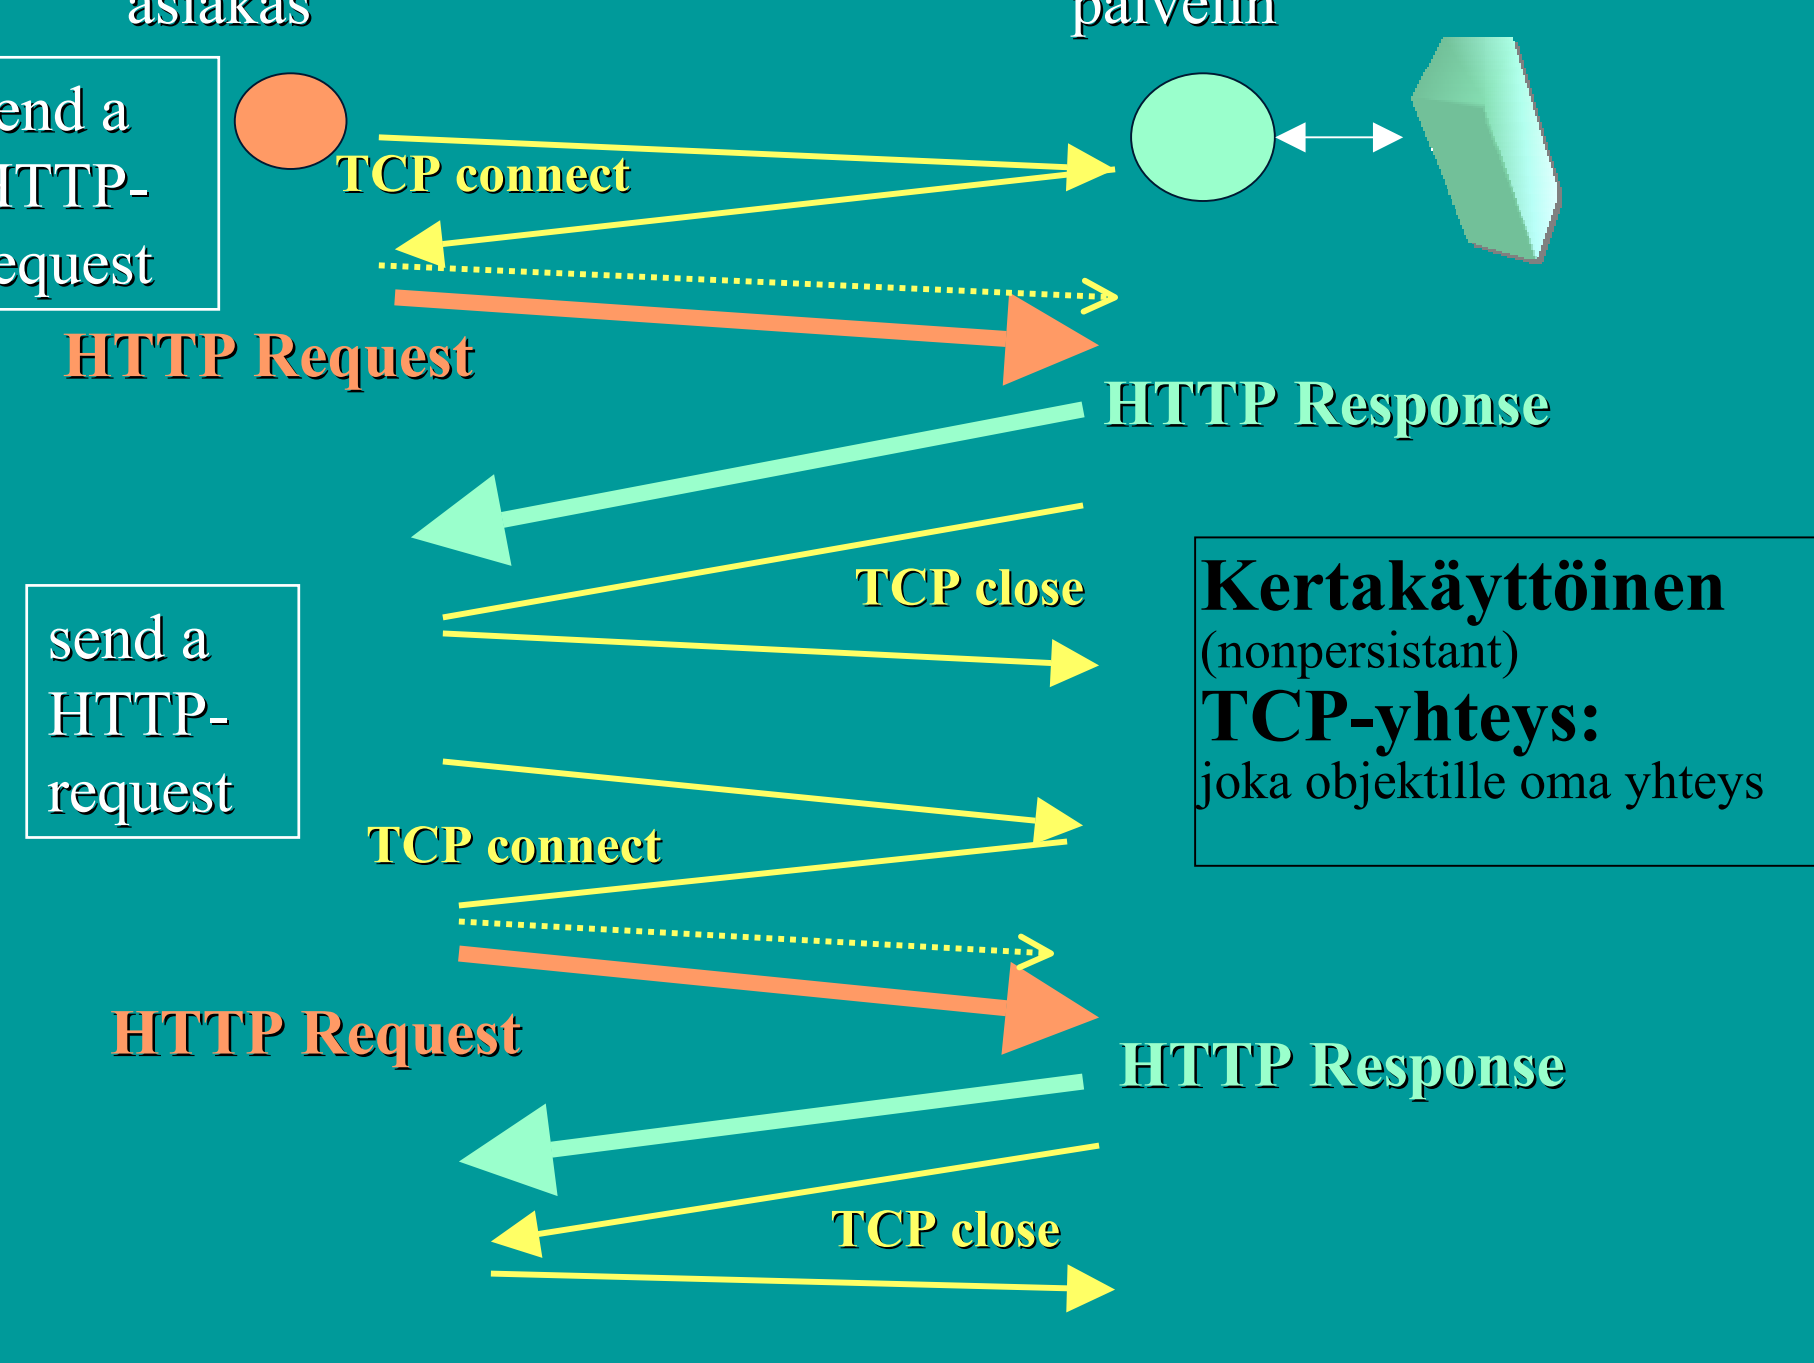 asiakas
palvelin
end a
HTTP-
equest
TCP connect
HTTP Request
HTTP Response
TCP close
Kertakäyttöinen
(nonpersistant)
TCP-yhteys:
joka objektille oma yhteys
send a
HTTP-
request
TCP connect
HTTP Request
HTTP Response
TCP close